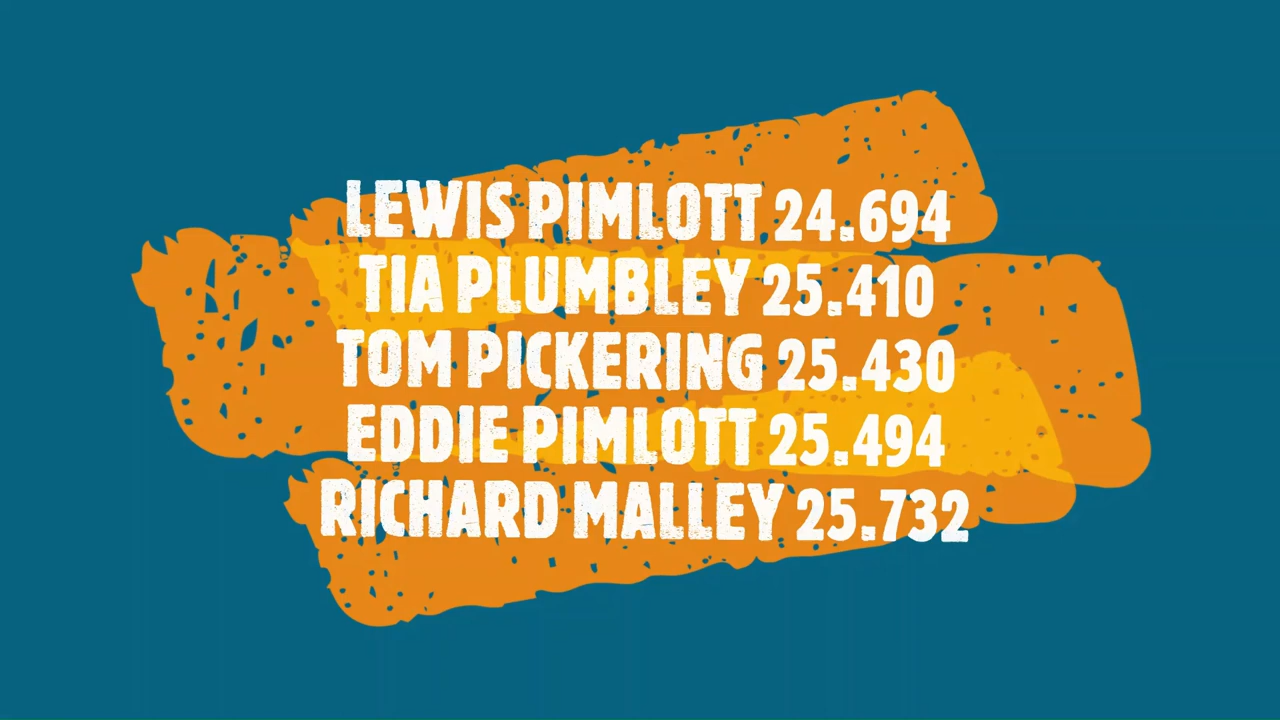 LEWIS PIMLOTT 24.694
TIA PLUMBLEY 25.410
TOM PICKERING 25.430
EDDIE PIMLOTT 25.494
RICHARD MALLEY 25.732